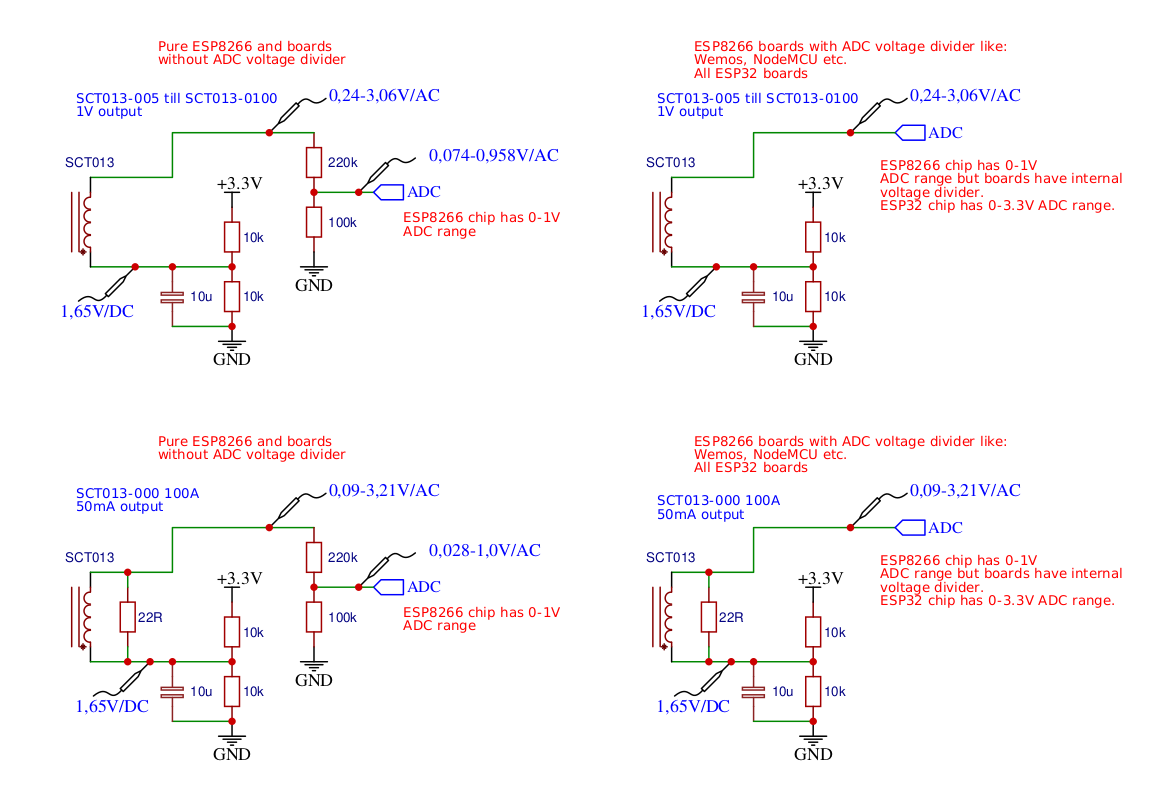 Pure ESP8266 and boards
without ADC voltage divider
SCT013-005 till SCT013-0100
1V output
0,24-3,06V/AC
SCT013
220k
0,074-0,958V/AC
+3.3V
ADC
100k
ESP8266 chip has 0-1V
ADC range
10k
GND
1,65V/DC
10u
10k
GND
ESP8266 boards with ADC voltage divider like:
Wemos, NodeMCU etc.
All ESP32 boards
SCT013-005 till SCT013-0100
1V output
0,24-3,06V/AC
ADC
SCT013
ESP8266 chip has 0-1V
ADC range but boards have internal
voltage divider.
ESP32 chip has 0-3.3V ADC range.
+3.3V
10k
1,65V/DC
10u
10k
GND
Pure ESP8266 and boards
without ADC voltage divider
SCT013-000 100A
50mA output
0,09-3,21V/AC
SCT013
220k
0,028-1,0V/AC
+3.3V
ADC
22R
100k
ESP8266 chip has 0-1V
ADC range
10k
GND
1,65V/DC
10u
10k
GND
ESP8266 boards with ADC voltage divider like:
Wemos, NodeMCU etc.
All ESP32 boards
SCT013-000 100A
50mA output
0,09-3,21V/AC
ADC
SCT013
ESP8266 chip has 0-1V
ADC range but boards have internal
voltage divider.
ESP32 chip has 0-3.3V ADC range.
+3.3V
22R
10k
1,65V/DC
10u
10k
GND